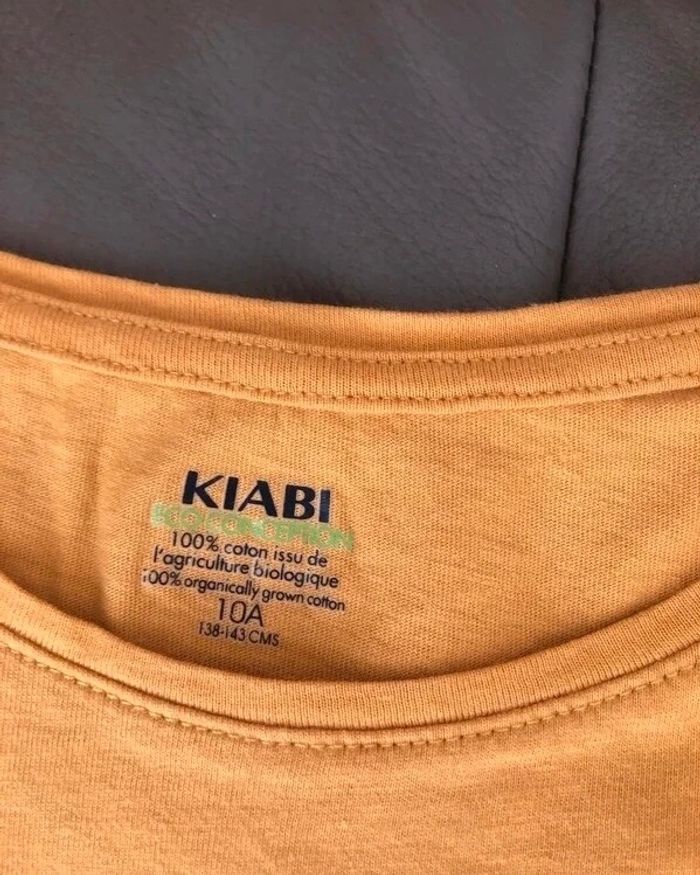 KIABI
ECO CONCEPTION
100% coton issu de
l'agriculture biologique
100% organically grown cotton
10A
138-143 CMS